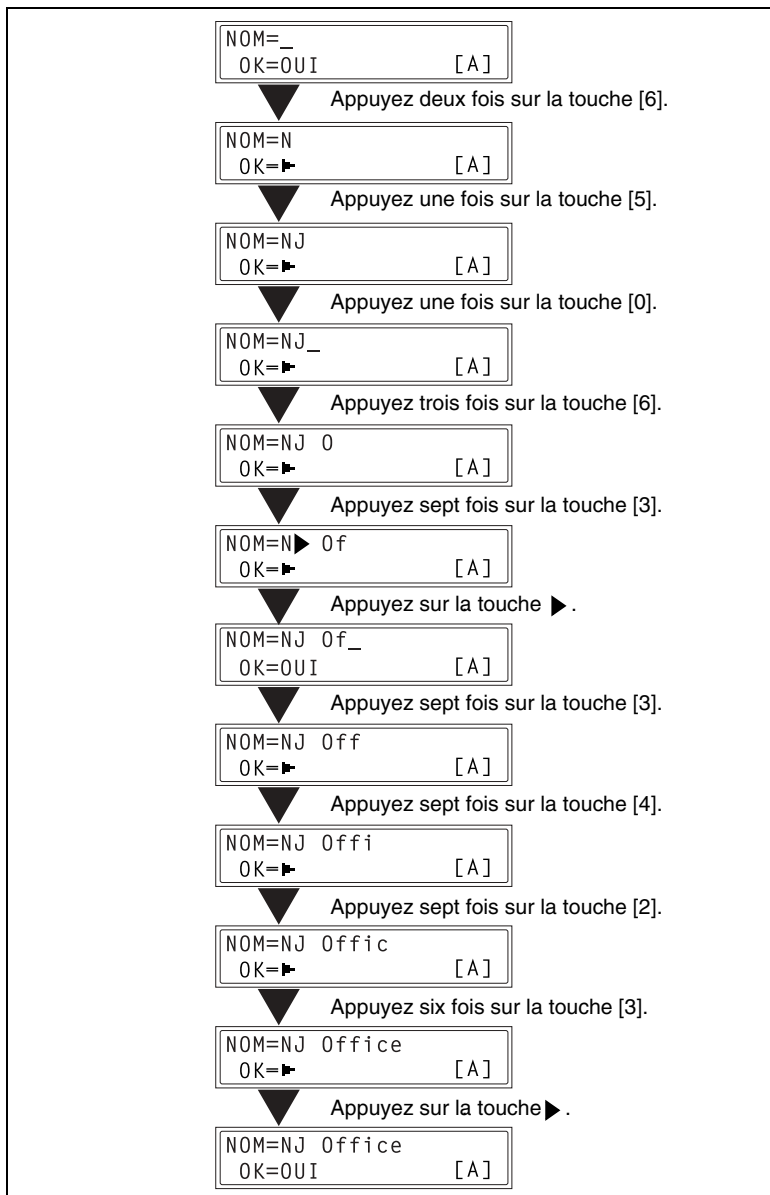 NOM=_
OK=OUI [A]
Appuyez deux fois sur la touche [6].
NOM=N
OK=► [A]
Appuyez une fois sur la touche [5].
NOM=NJ
OK=► [A]
Appuyez une fois sur la touche [0].
NOM=NJ_
OK=► [A]
Appuyez trois fois sur la touche [6].
NOM=NJ O
OK=► [A]
Appuyez sept fois sur la touche [3].
NOM=N► Of
OK=► [A]
Appuyez sur la touche ►.
NOM=NJ Of_
OK=OUI [A]
Appuyez sept fois sur la touche [3].
NOM=NJ Off
OK=► [A]
Appuyez sept fois sur la touche [4].
NOM=NJ Offi
OK=► [A]
Appuyez sept fois sur la touche [2].
NOM=NJ Offic
OK=► [A]
Appuyez six fois sur la touche [3].
NOM=NJ Office
OK=► [A]
Appuyez sur la touche►.
NOM=NJ Office
OK=OUI [A]